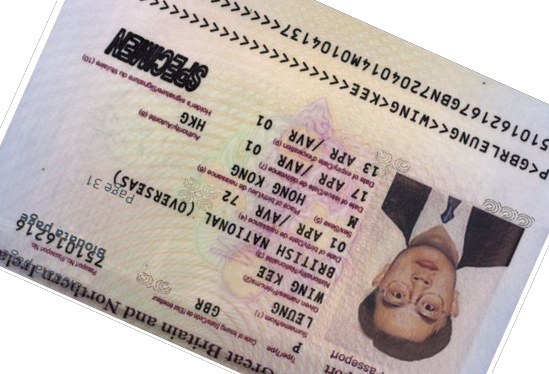 Great Britain and Northern Ireland
passport
Type/Type
P
Code of Issuing State/Code de l'Etat émetteur
GBR
Passport No./Passeport No.
751016216
Biodata Page
page 31
Surname/Nom (1)
LEUNG
Given names/Prénoms (2)
WING KEE
Nationality/Nationalité (3)
BRITISH NATIONAL (OVERSEAS)
Date of birth/Date de naissance (4)
01 APR /AVR 72
Sex/Sexe (5)
M
Place of birth/Lieu de naissance (6)
HONG KONG
Date of issue/Date de délivrance (7)
17 APR /AVR 01
Authority/Autorité (8)
HKG
Date of expiry/Date d'expiration (9)
13 APR /AVR 01
Holder's signature/Signature du titulaire (10)
SPECIMEN
P<GBRLEUNG<<WING<KEE<<<<<<<<<<<<<<<<<<
5101621676GBN7204014M0104137<<<<<<<<<<<<